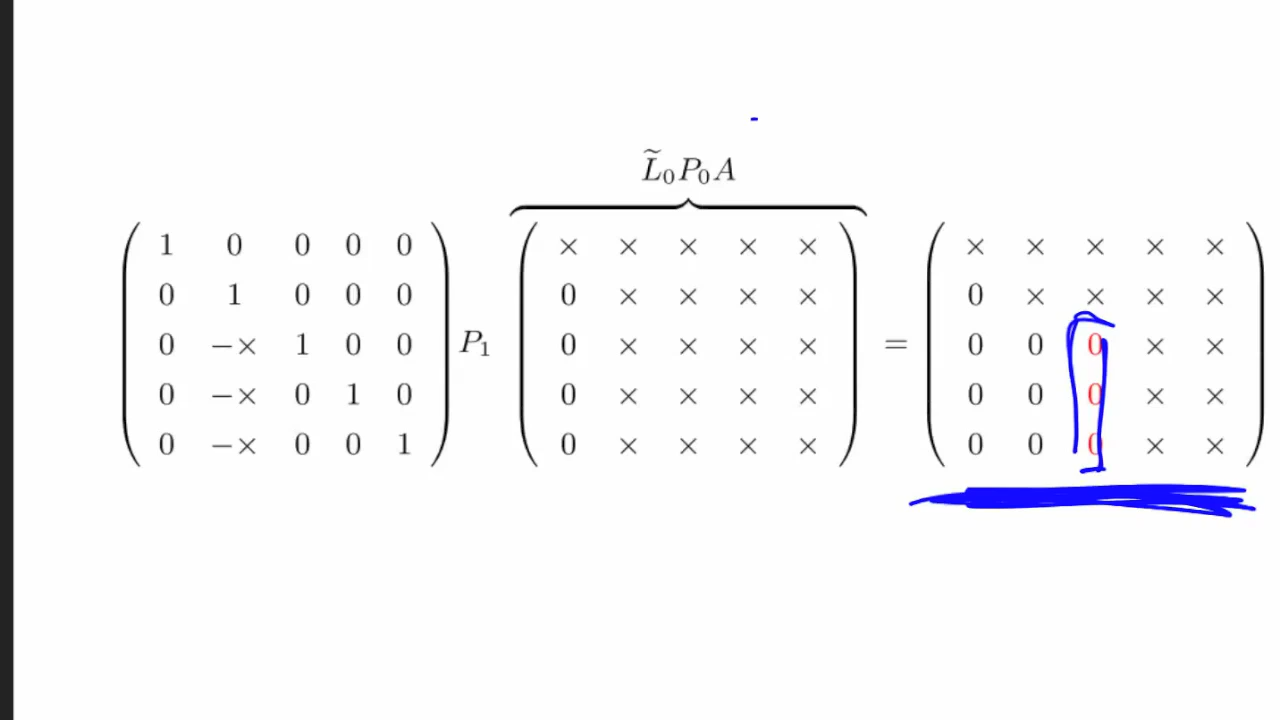 L̃₀P₀A
1 0 0 0 0 × × × × × × × × × ×
0 1 0 0 0 0 × × × × 0 × × × ×
0 −× 1 0 0 P₁ 0 × × × × = 0 0 0 × ×
0 −× 0 1 0 0 × × × × 0 0 0 × ×
0 −× 0 0 1 0 × × × × 0 0 0 × ×